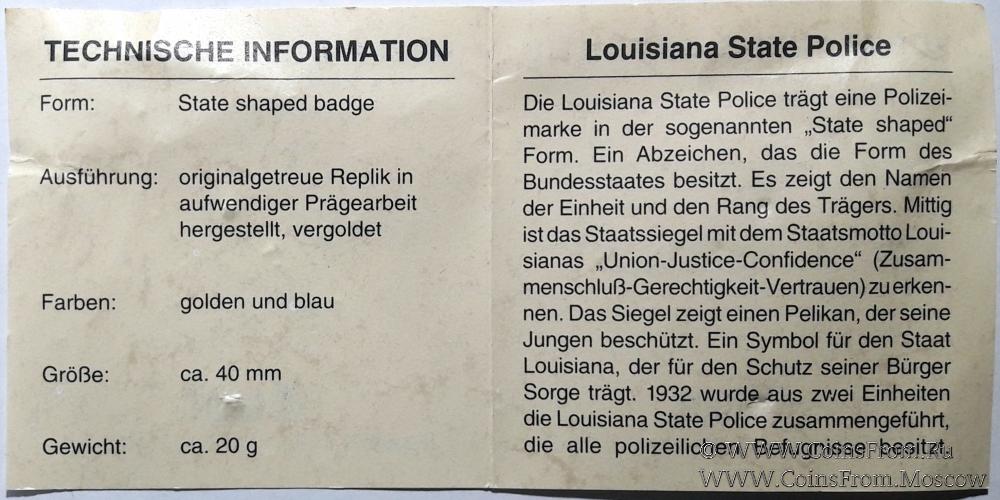 TECHNISCHE INFORMATION
Form: State shaped badge
Ausführung: originalgetreue Replik in
aufwendiger Prägearbeit
hergestellt, vergoldet
Farben: golden und blau
Größe: ca. 40 mm
Gewicht: ca. 20 g
Louisiana State Police
Die Louisiana State Police trägt eine Polizei-
marke in der sogenannten „State shaped“
Form. Ein Abzeichen, das die Form des
Bundesstaates besitzt. Es zeigt den Namen
der Einheit und den Rang des Trägers. Mittig
ist das Staatssiegel mit dem Staatsmotto Loui-
sianas „Union-Justice-Confidence“ (Zusam-
menschluß-Gerechtigkeit-Vertrauen) zu erken-
nen. Das Siegel zeigt einen Pelikan, der seine
Jungen beschützt. Ein Symbol für den Staat
Louisiana, der für den Schutz seiner Bürger
Sorge trägt. 1932 wurde aus zwei Einheiten
die Louisiana State Police zusammengeführt,
die alle polizeilichen Befugnisse besitzt.
© WWW.CoinsFrom.Ru
WWW.CoinsFrom.Moscow